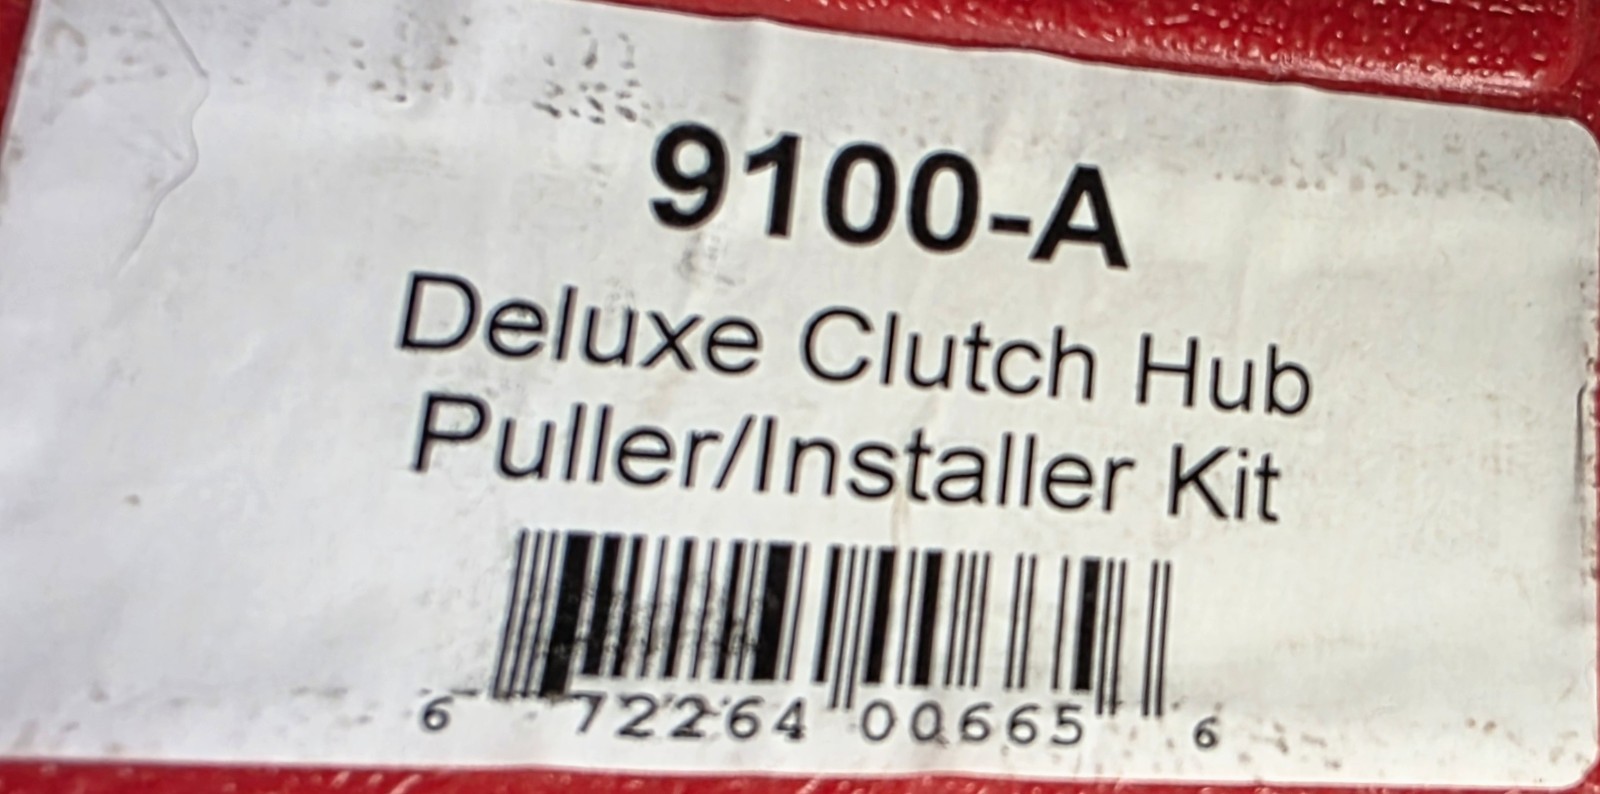 9100-A
Deluxe Clutch Hub
Puller/Installer Kit
6 72264 00665 6